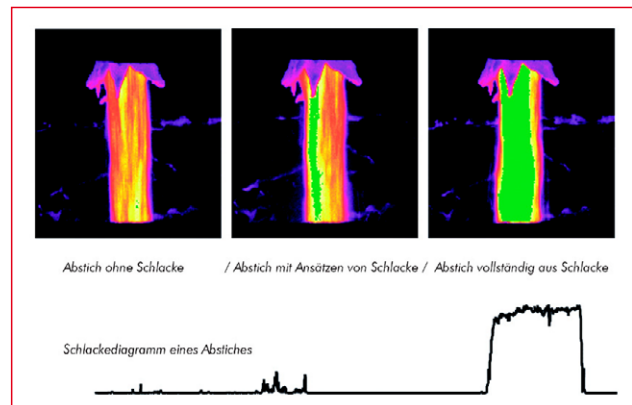 Abstich ohne Schlacke / Abstich mit Ansätzen von Schlacke / Abstich vollständig aus Schlacke
Schlackediagramm eines Abstiches